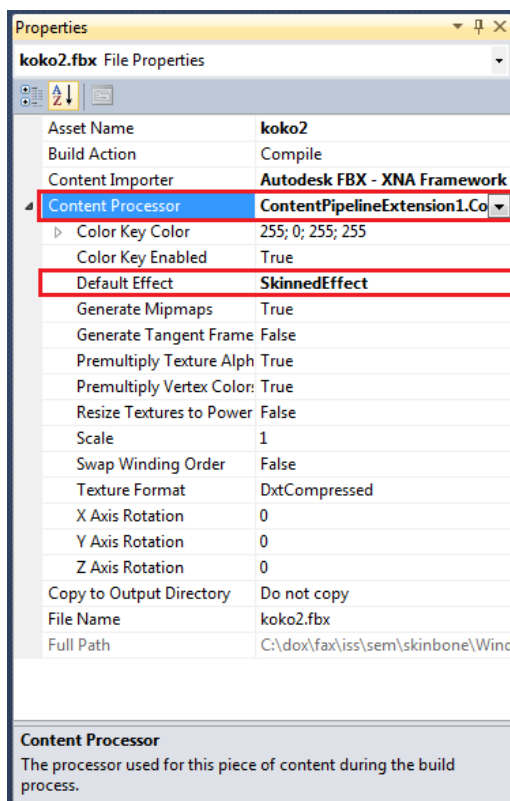 Properties
koko2.fbx File Properties
Asset Name koko2
Build Action Compile
Content Importer Autodesk FBX - XNA Framework
Content Processor ContentPipelineExtension1.Co
Color Key Color 255; 0; 255; 255
Color Key Enabled True
Default Effect SkinnedEffect
Generate Mipmaps True
Generate Tangent Frame False
Premultiply Texture Alph True
Premultiply Vertex Color: True
Resize Textures to Power False
Scale 1
Swap Winding Order False
Texture Format DxtCompressed
X Axis Rotation 0
Y Axis Rotation 0
Z Axis Rotation 0
Copy to Output Directory Do not copy
File Name koko2.fbx
Full Path C:\dox\fax\iss\sem\skinbone\Winc
Content Processor
The processor used for this piece of content during the build
process.